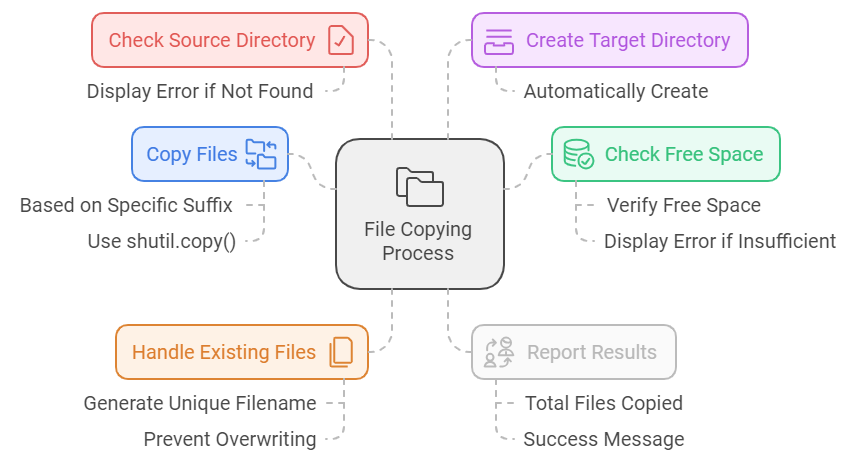 Check Source Directory
Display Error if Not Found
Create Target Directory
Automatically Create
Copy Files
Based on Specific Suffix
Use shutil.copy()
Check Free Space
Verify Free Space
Display Error if Insufficient
File Copying
Process
Handle Existing Files
Generate Unique Filename
Prevent Overwriting
Report Results
Total Files Copied
Success Message